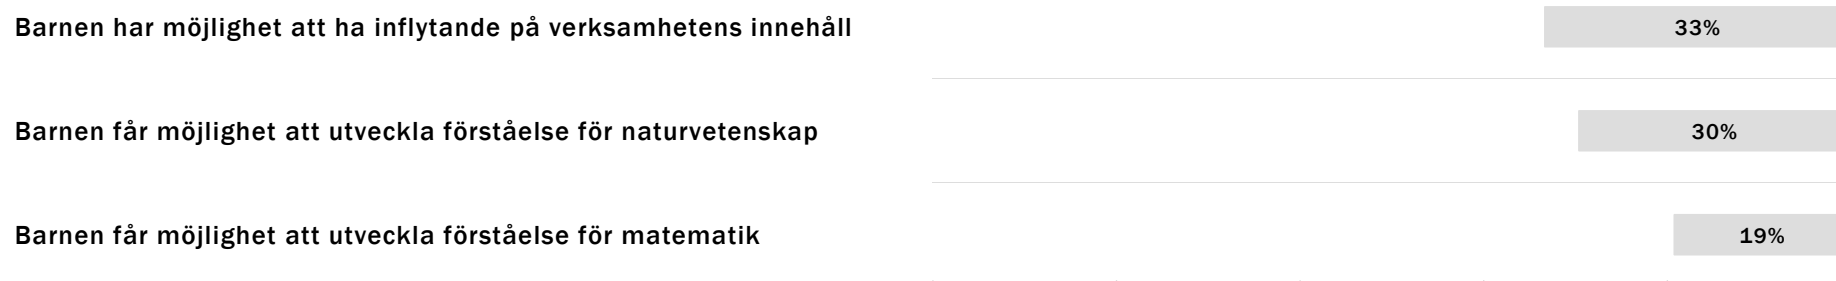 Barnen har möjlighet att ha inflytande på verksamhetens innehåll 33%
Barnen får möjlighet att utveckla förståelse för naturvetenskap 30%
Barnen får möjlighet att utveckla förståelse för matematik 19%